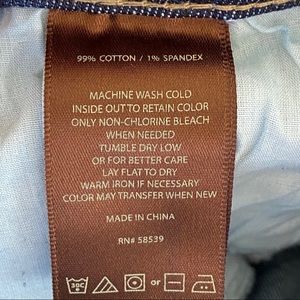 99% COTTON / 1% SPANDEX
MACHINE WASH COLD
INSIDE OUT TO RETAIN COLOR
ONLY NON-CHLORINE BLEACH
WHEN NEEDED
TUMBLE DRY LOW
OR FOR BETTER CARE
LAY FLAT TO DRY
WARM IRON IF NECESSARY
COLOR MAY TRANSFER WHEN NEW
MADE IN CHINA
RN# 58539
30C or